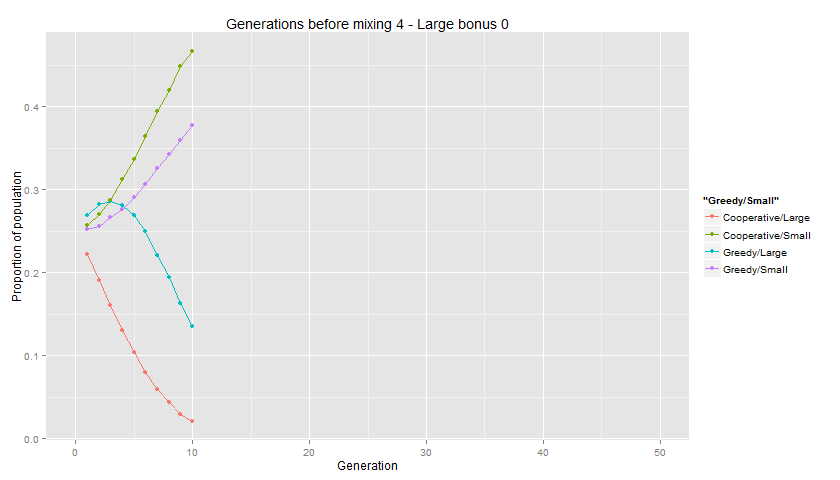 Generations before mixing 4 - Large bonus 0
Proportion of population
0.4
0.3
0.2
0.1
0.0
0
10
20
30
40
50
Generation
"Greedy/Small"
Cooperative/Large
Cooperative/Small
Greedy/Large
Greedy/Small